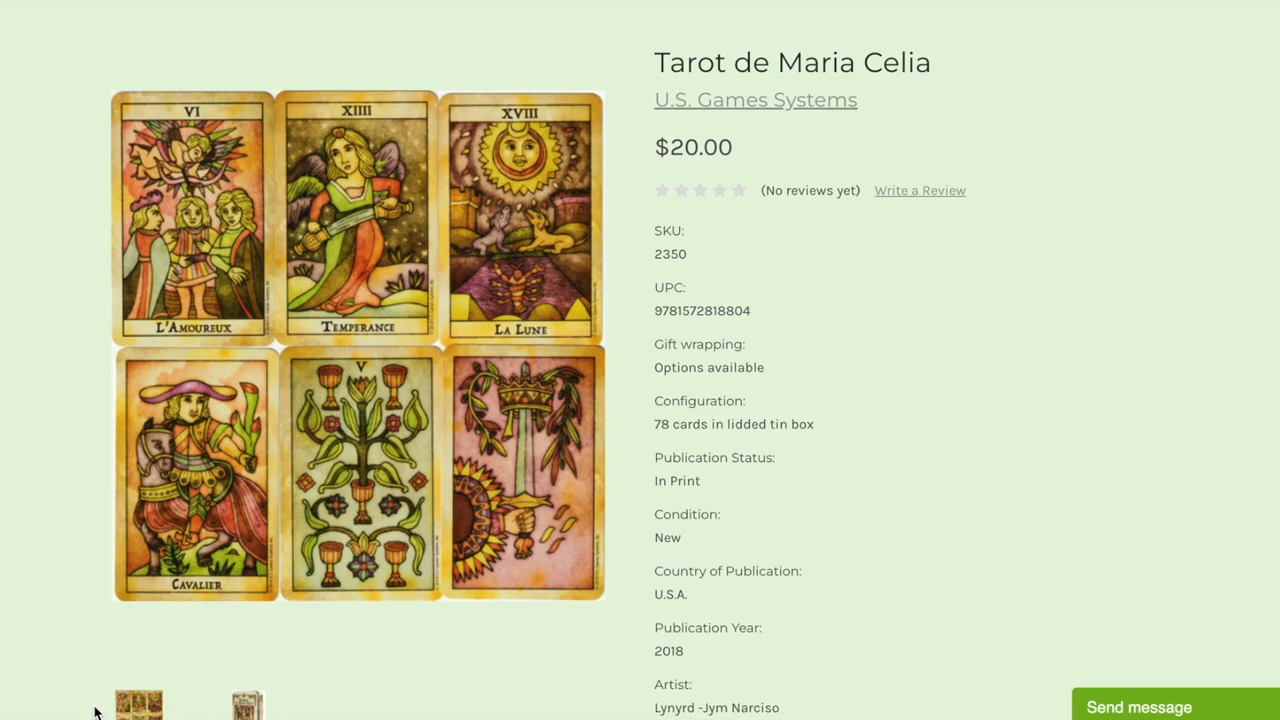 VI
XIIII
XVIII
L'AMOUREUX
TEMPERANCE
LA LUNE
V
CAVALIER
Tarot de Maria Celia
U.S. Games Systems
$20.00
(No reviews yet) Write a Review
SKU:
2350
UPC:
9781572818804
Gift wrapping:
Options available
Configuration:
78 cards in lidded tin box
Publication Status:
In Print
Condition:
New
Country of Publication:
U.S.A.
Publication Year:
2018
Artist:
Lynyrd -Jym Narciso
Send message